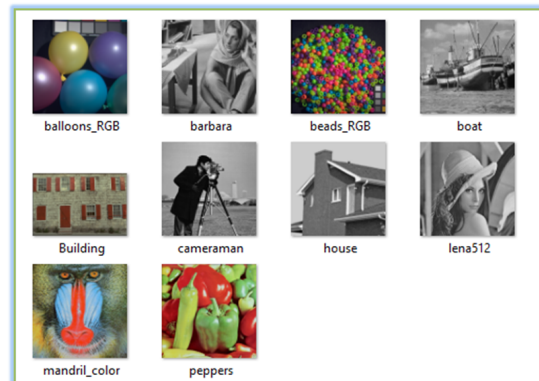 balloons_RGB
barbara
beads_RGB
boat
Building
cameraman
house
lena512
mandril_color
peppers